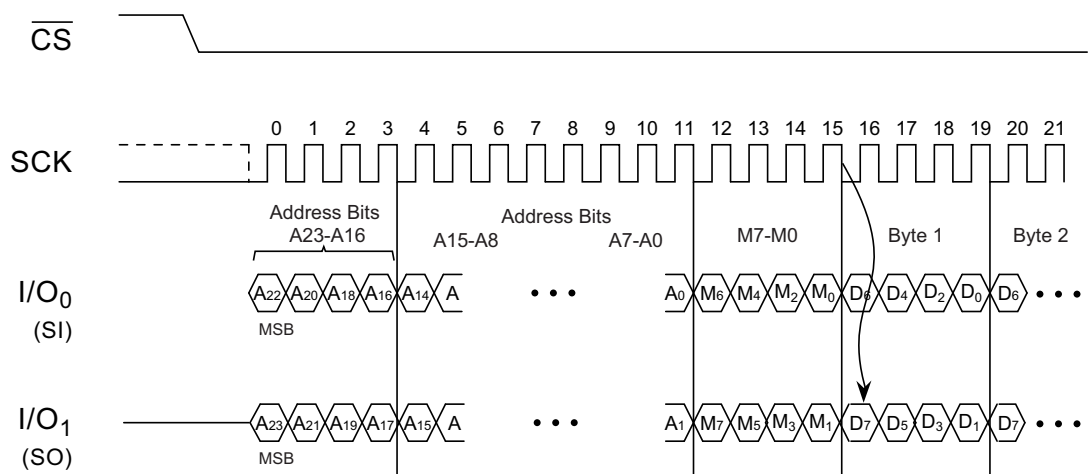 CS
0 1 2 3 4 5 6 7 8 9 10 11 12 13 14 15 16 17 18 19 20 21
SCK
Address Bits
A23-A16
Address Bits
A15-A8
A7-A0
M7-M0
Byte 1
Byte 2
I/O0
(SI)
A22 A20 A18 A16 A14 A • • • A0 M6 M4 M2 M0 D6 D4 D2 D0 D6 • • •
MSB
I/O1
(SO)
A23 A21 A19 A17 A15 A • • • A1 M7 M5 M3 M1 D7 D5 D3 D1 D7 • • •
MSB